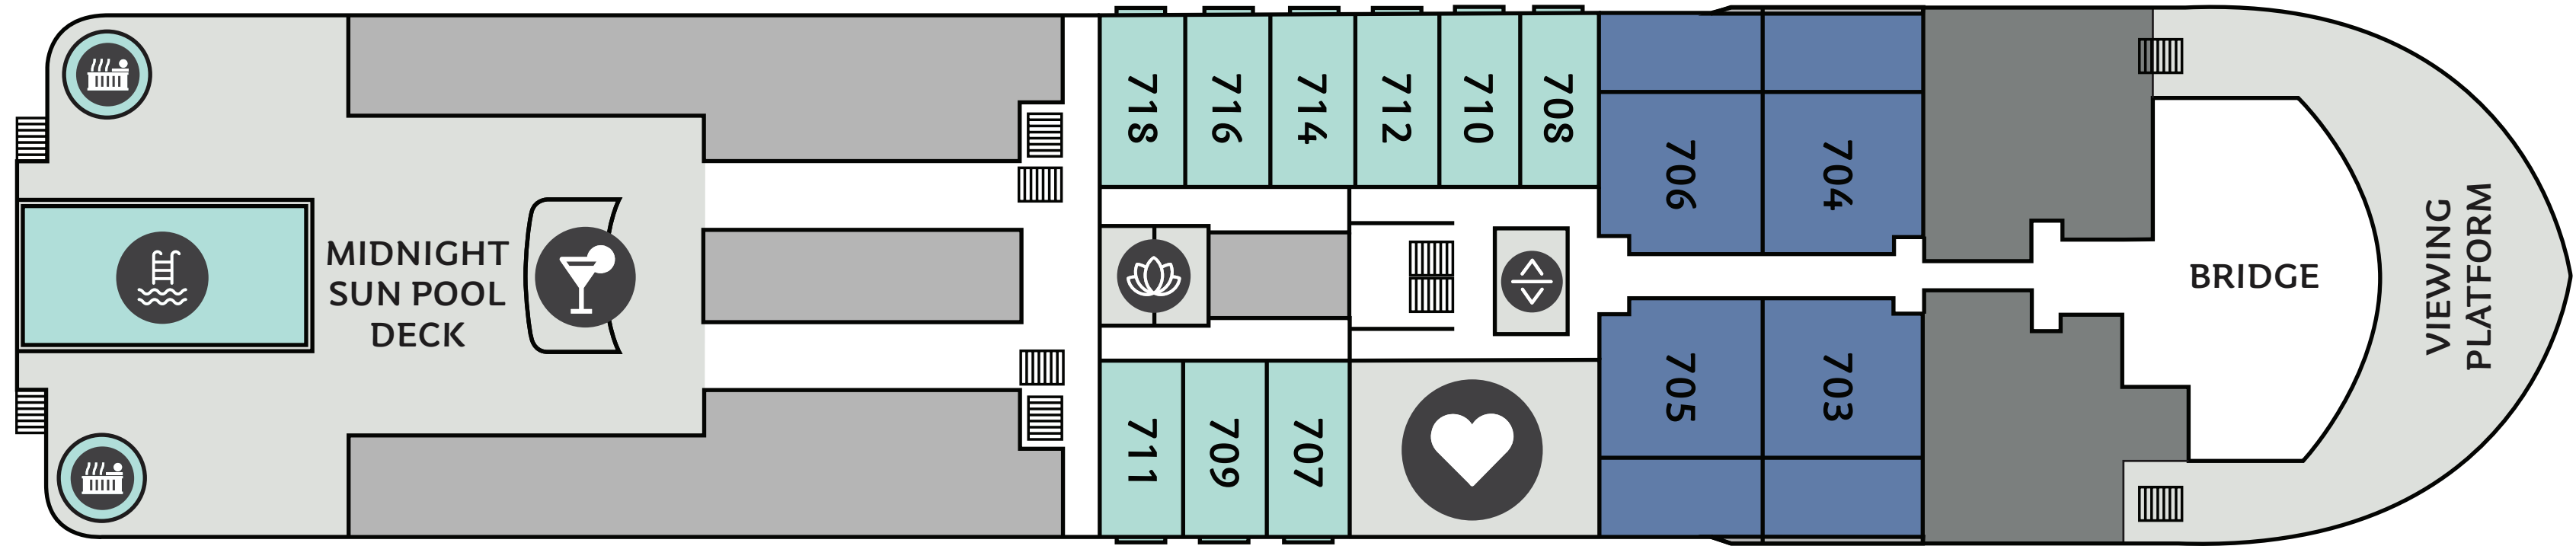 718
716
714
712
710
708
706
704
MIDNIGHT
SUN POOL
DECK
BRIDGE
VIEWING
PLATFORM
711
709
707
705
703